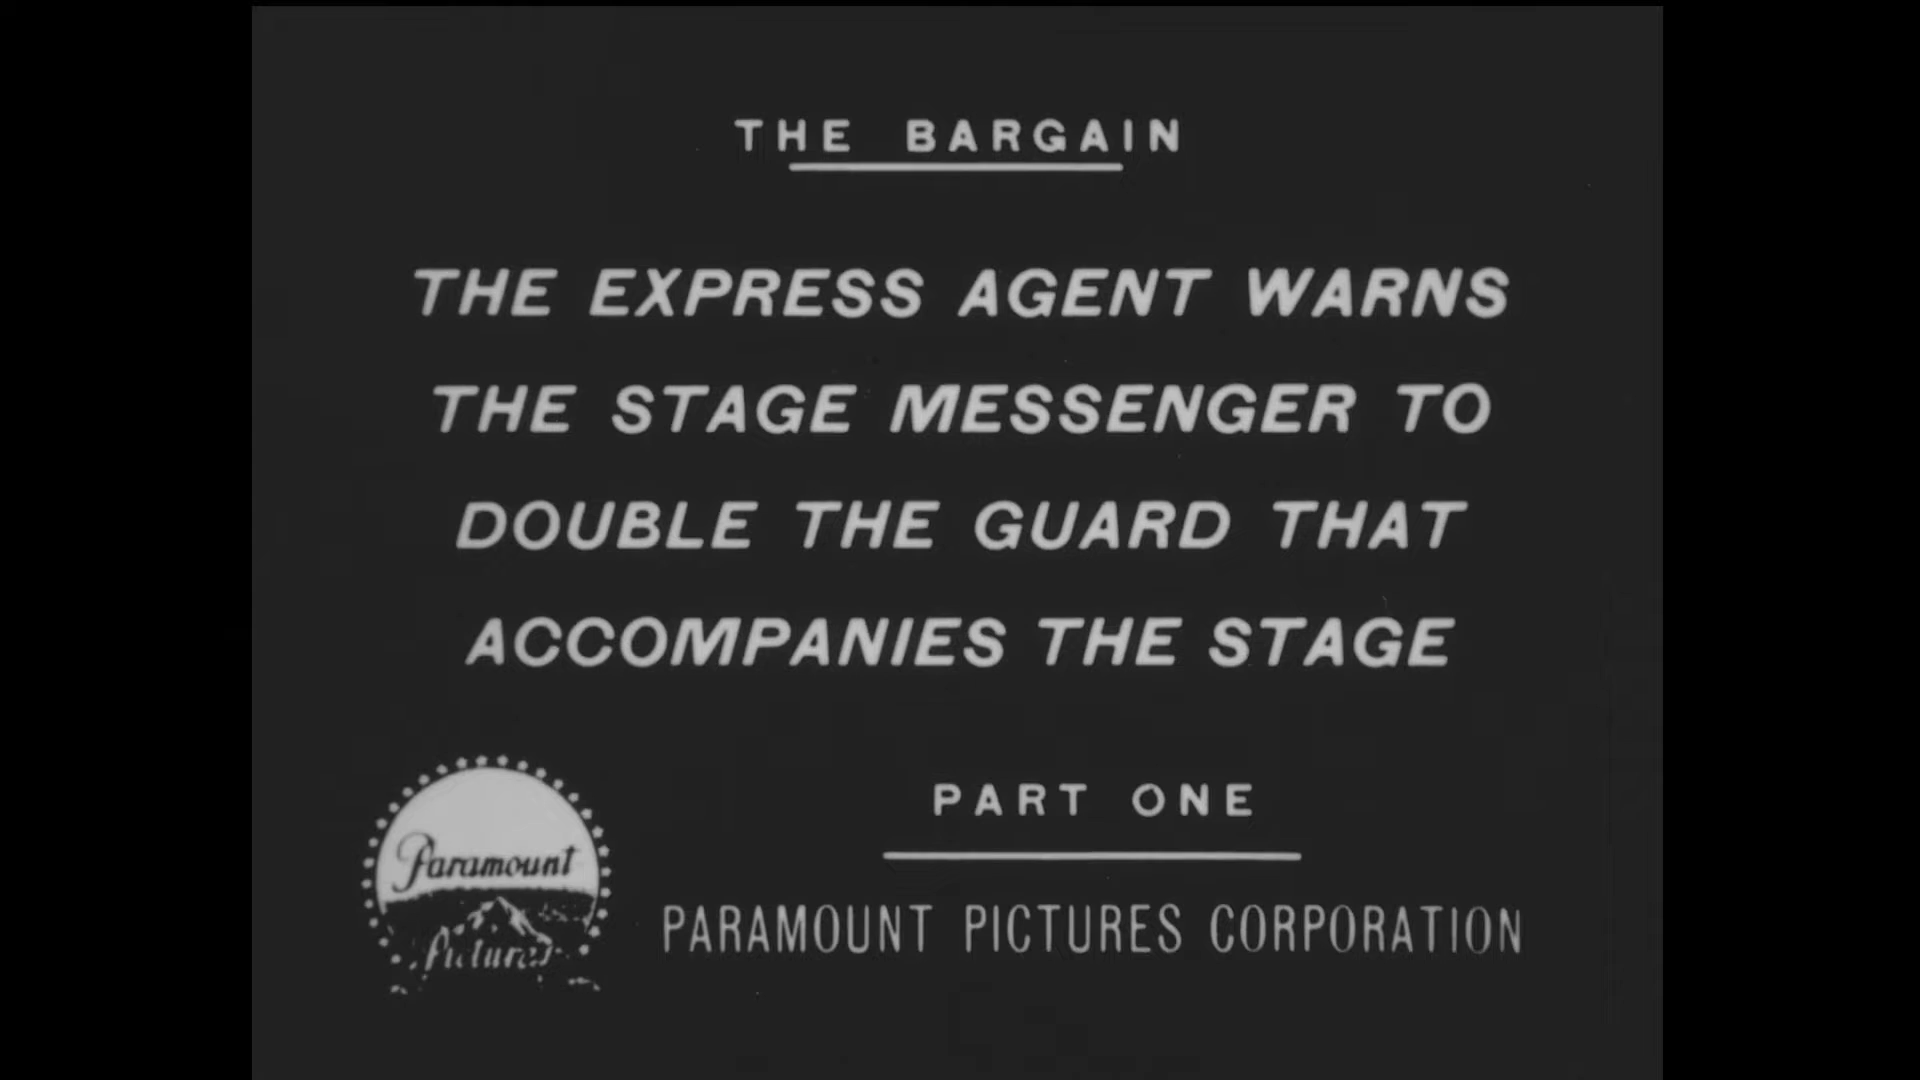 THE BARGAIN
THE EXPRESS AGENT WARNS
THE STAGE MESSENGER TO
DOUBLE THE GUARD THAT
ACCOMPANIES THE STAGE
PART ONE
Paramount
Pictures
PARAMOUNT PICTURES CORPORATION